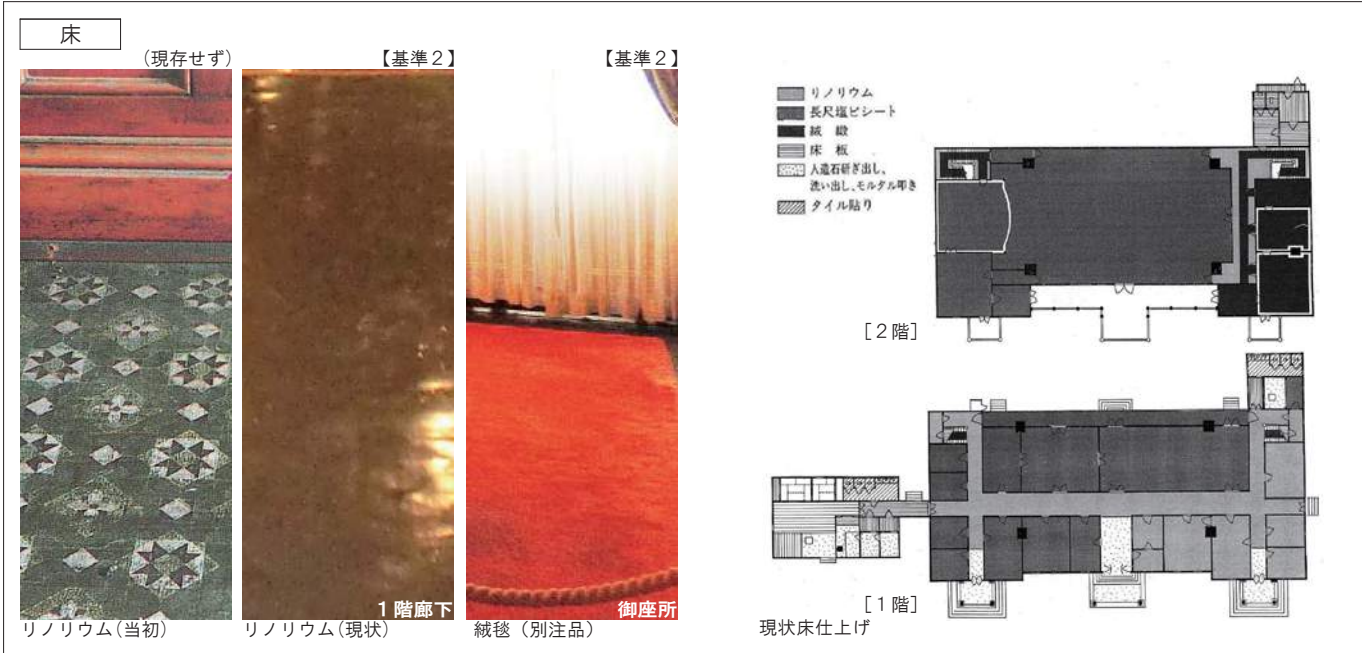 床
(現存せず)
【基準２】
【基準２】
１階廊下
御座所
リノリウム(当初)
リノリウム(現状)
絨毯（別注品）
リノリウム
長尺塩ビシート
絨緞
床板
人造石研ぎ出し、
洗い出し、モルタル叩き
タイル貼り
[２階]
[１階]
現状床仕上げ